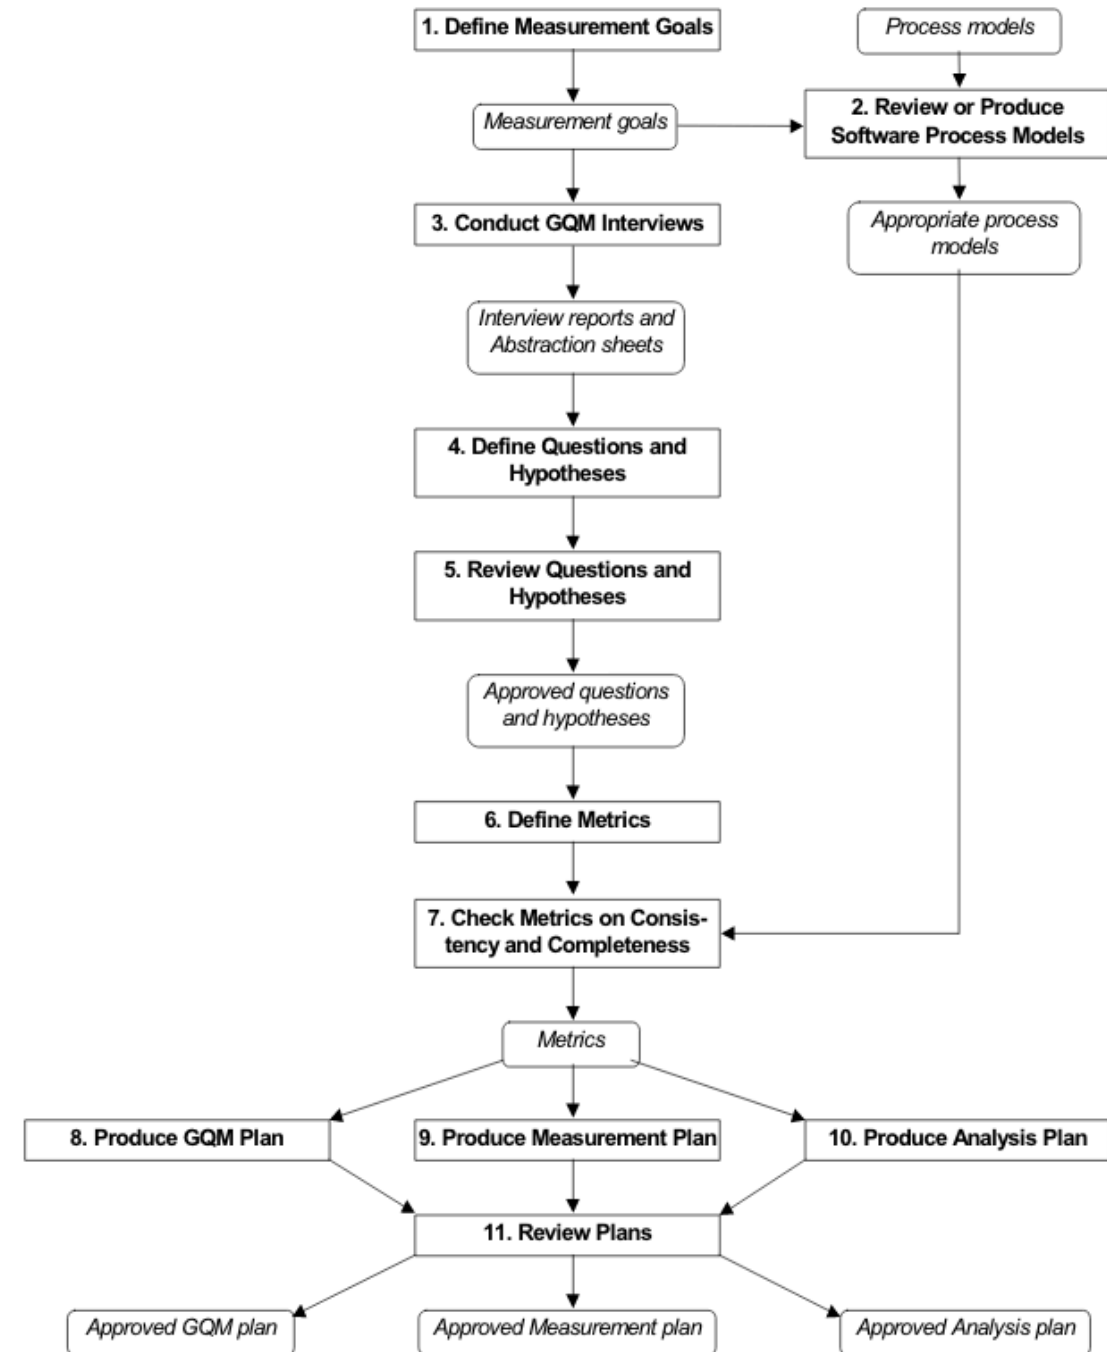 1. Define Measurement Goals
Process models
Measurement goals
2. Review or Produce
Software Process Models
3. Conduct GQM Interviews
Appropriate process
models
Interview reports and
Abstraction sheets
4. Define Questions and
Hypotheses
5. Review Questions and
Hypotheses
Approved questions
and hypotheses
6. Define Metrics
7. Check Metrics on Consis-
tency and Completeness
Metrics
8. Produce GQM Plan
9. Produce Measurement Plan
10. Produce Analysis Plan
11. Review Plans
Approved GQM plan
Approved Measurement plan
Approved Analysis plan